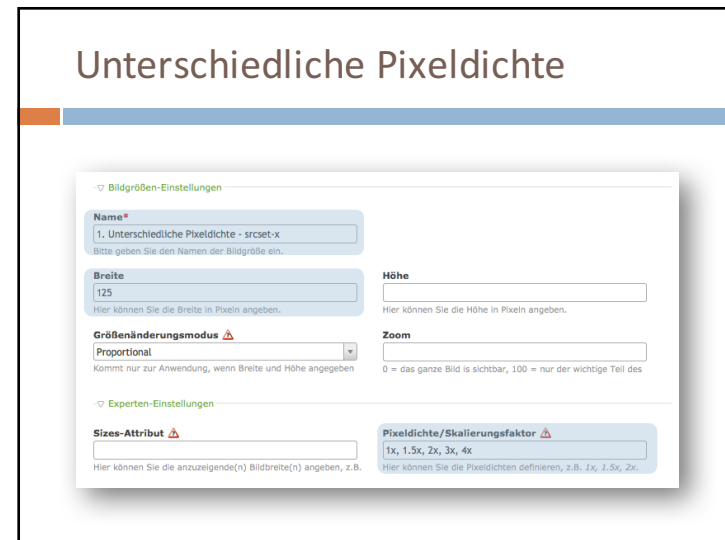 Unterschiedliche Pixeldichte
Bildgrößen-Einstellungen
Name*
1. Unterschiedliche Pixeldichte - srcset-x
Bitte geben Sie den Namen der Bildgröße ein.
Breite
125
Hier können Sie die Breite in Pixeln angeben.
Höhe
Hier können Sie die Höhe in Pixeln angeben.
Größenänderungsmodus
Proportional
Kommt nur zur Anwendung, wenn Breite und Höhe angegeben
Zoom
0 = das ganze Bild is sichtbar, 100 = nur der wichtige Teil des
Experten-Einstellungen
Sizes-Attribut
Hier können Sie die anzuzeigende(n) Bildbreite(n) angeben, z.B.
Pixeldichte/Skalierungsfaktor
1x, 1.5x, 2x, 3x, 4x
Hier können Sie die Pixeldichten definieren, z.B. 1x, 1.5x, 2x.